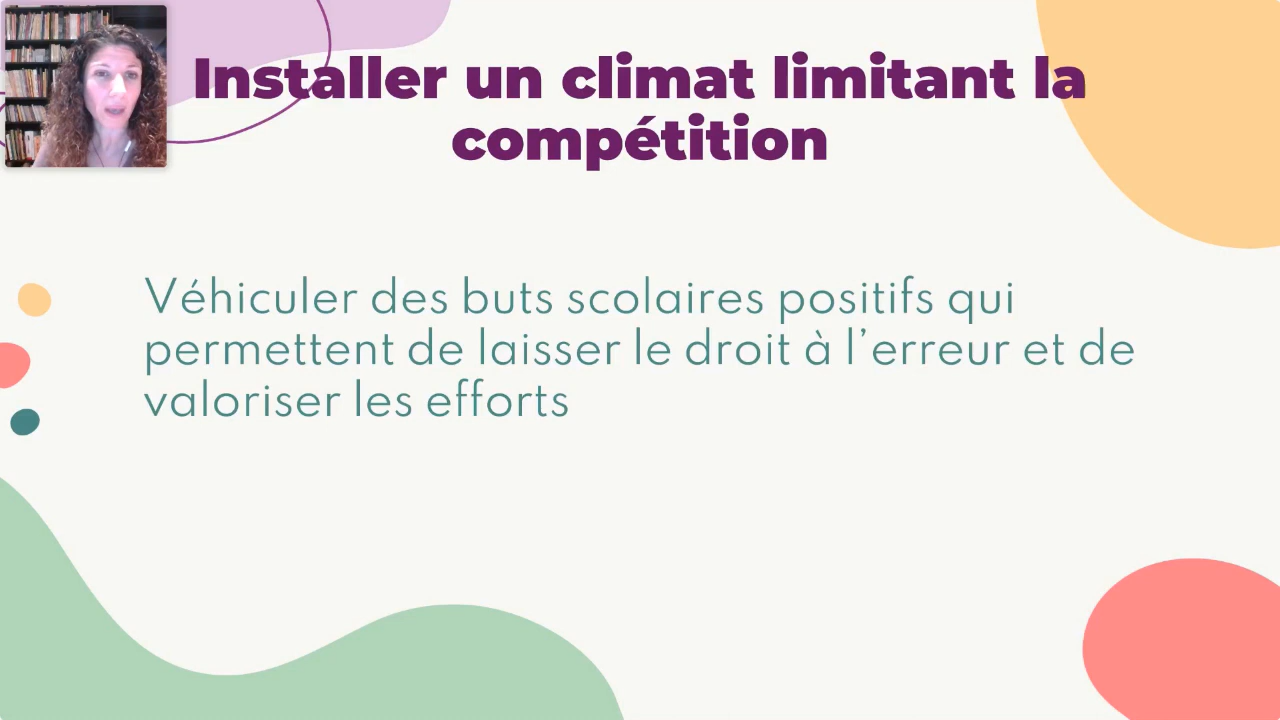 Installer un climat limitant la
compétition
Véhiculer des buts scolaires positifs qui
permettent de laisser le droit à l’erreur et de
valoriser les efforts